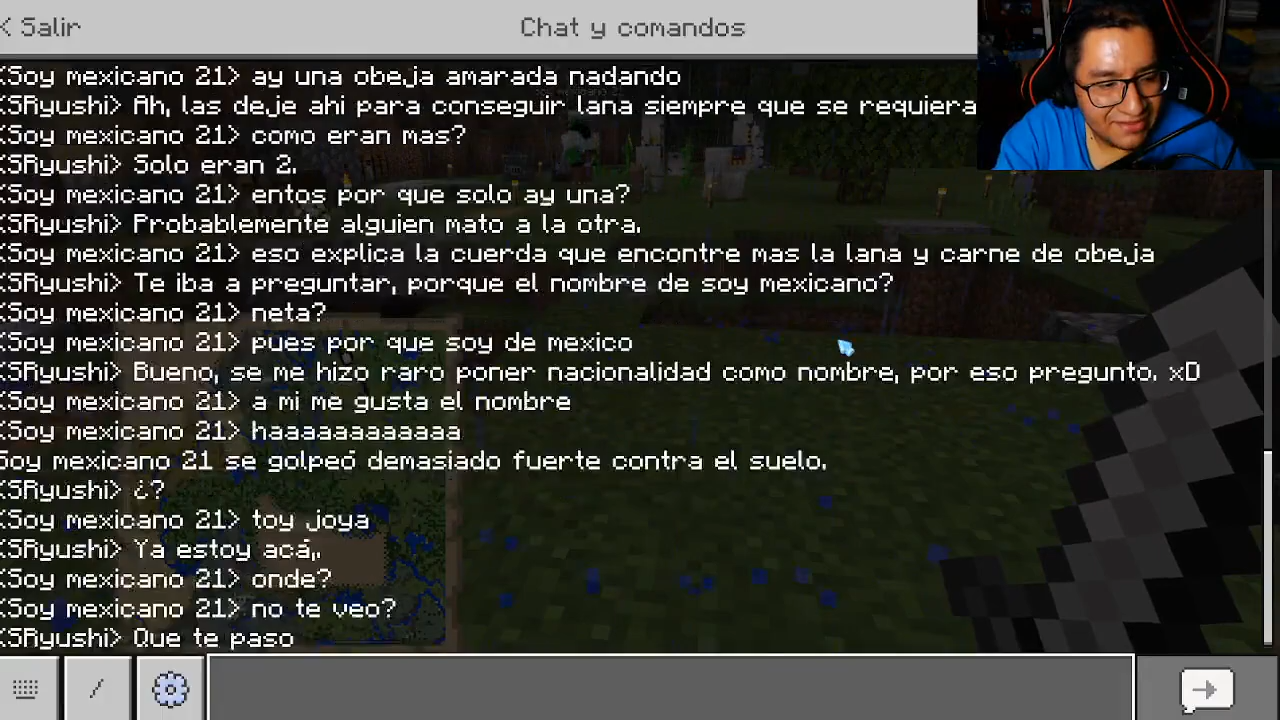 < Salir
Chat y comandos
<Soy mexicano 21> ay una obeja amarada nadando
<SRyushi> Ah, las deje ahi para conseguir lana siempre que se requiera
<Soy mexicano 21> como eran mas?
<SRyushi> Solo eran 2.
<Soy mexicano 21> entos por que solo ay una?
<SRyushi> Probablemente alguien mato a la otra.
<Soy mexicano 21> eso explica la cuerda que encontre mas la lana y carne de obeja
<SRyushi> Te iba a preguntar, porque el nombre de soy mexicano?
<Soy mexicano 21> neta?
<Soy mexicano 21> pues por que soy de mexico
<SRyushi> Bueno, se me hizo raro poner nacionalidad como nombre, por eso pregunto. xD
<Soy mexicano 21> a mi me gusta el nombre
<Soy mexicano 21> haaaaaaaaaaaa
Soy mexicano 21 se golpeó demasiado fuerte contra el suelo.
<SRyushi> ¿?
<Soy mexicano 21> toy joya
<SRyushi> Ya estoy acá,.
<Soy mexicano 21> onde?
<Soy mexicano 21> no te veo?
<SRyushi> Que te paso
/